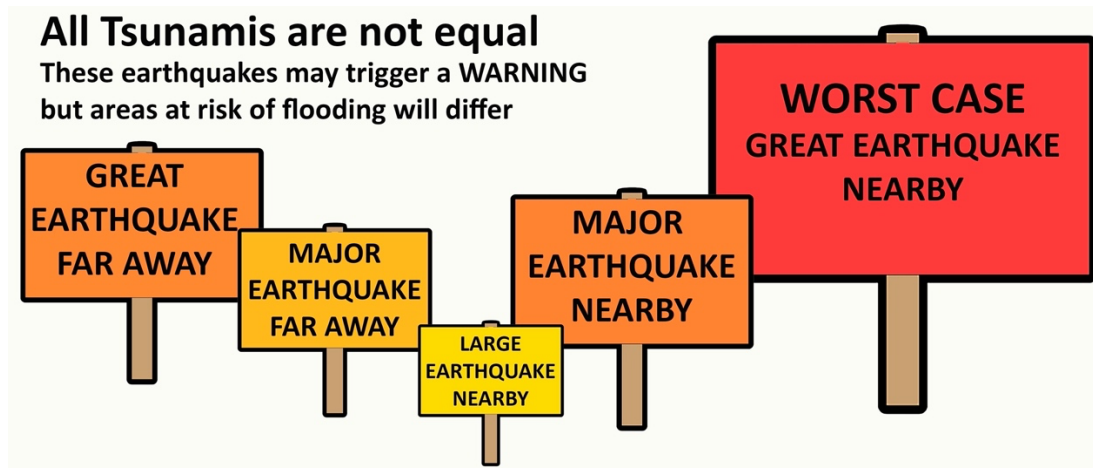 All Tsunamis are not equal
These earthquakes may trigger a WARNING
but areas at risk of flooding will differ
GREAT
EARTHQUAKE
FAR AWAY
MAJOR
EARTHQUAKE
FAR AWAY
LARGE
EARTHQUAKE
NEARBY
MAJOR
EARTHQUAKE
NEARBY
WORST CASE
GREAT EARTHQUAKE
NEARBY